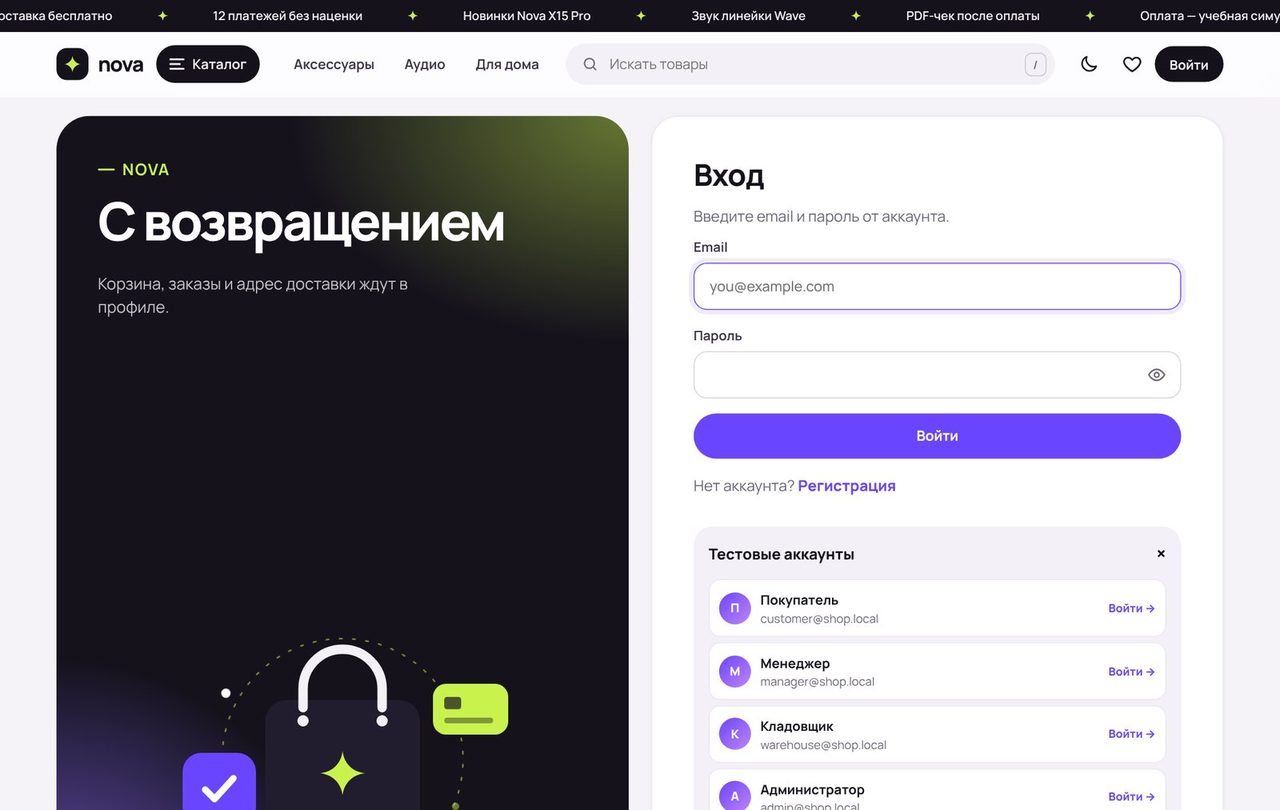 оставка бесплатно ✦ 12 платежей без наценки ✦ Новинки Nova X15 Pro ✦ Звук линейки Wave ✦ PDF-чек после оплаты ✦ Оплата — учебная симу
nova Каталог Аксессуары Аудио Для дома Искать товары / Войти
— NOVA
С возвращением
Корзина, заказы и адрес доставки ждут в
профиле.
Вход
Введите email и пароль от аккаунта.
Email
you@example.com
Пароль
Войти
Нет аккаунта? Регистрация
Тестовые аккаунты ×
П Покупатель
customer@shop.local Войти →
М Менеджер
manager@shop.local Войти →
К Кладовщик
warehouse@shop.local Войти →
А Администратор
admin@shop.local Войти →